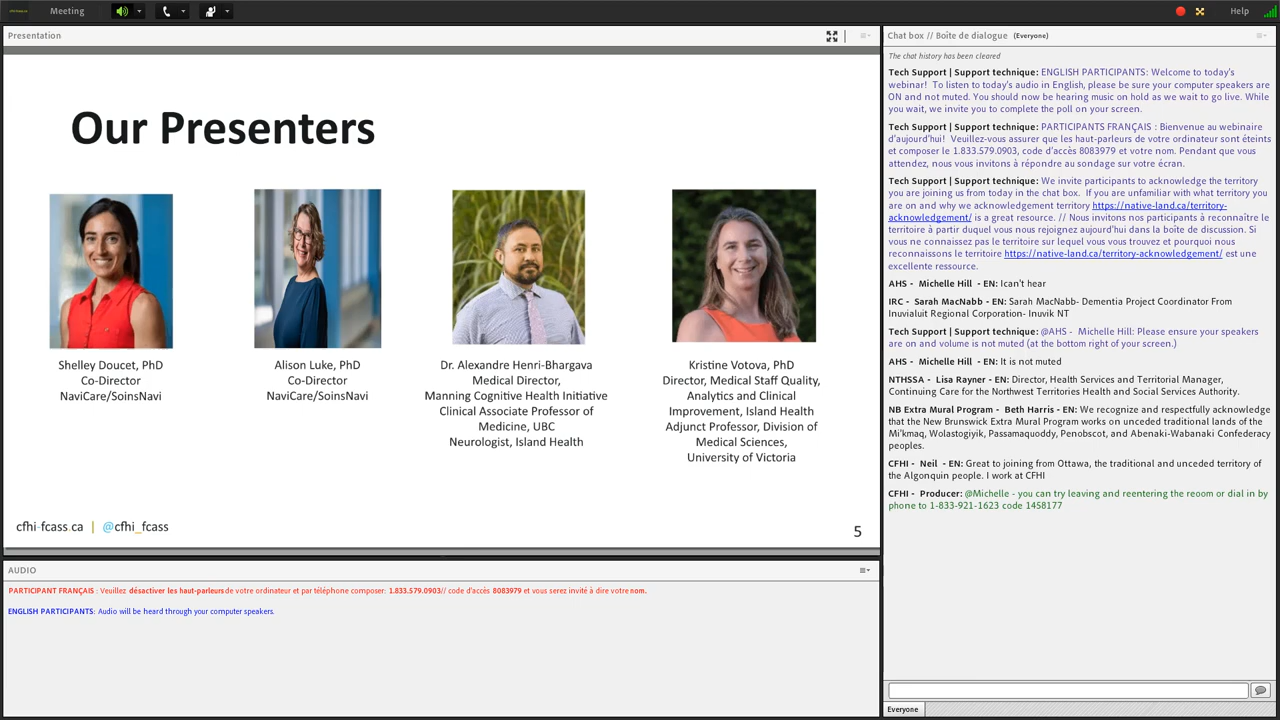 Meeting
Help
Presentation
Our Presenters
Shelley Doucet, PhD
Co-Director
NaviCare/SoinsNavi
Alison Luke, PhD
Co-Director
NaviCare/SoinsNavi
Dr. Alexandre Henri-Bhargava
Medical Director,
Manning Cognitive Health Initiative
Clinical Associate Professor of
Medicine, UBC
Neurologist, Island Health
Kristine Votova, PhD
Director, Medical Staff Quality,
Analytics and Clinical
Improvement, Island Health
Adjunct Professor, Division of
Medical Sciences,
University of Victoria
cfhi-fcass.ca | @cfhi_fcass
5
AUDIO
PARTICIPANT FRANÇAIS : Veuillez désactiver les haut-parleurs de votre ordinateur et par téléphone composer: 1.833.579.0903// code d'accès 8083979 et vous serez invité à dire votre nom.
ENGLISH PARTICIPANTS: Audio will be heard through your computer speakers.
Chat box // Boîte de dialogue (Everyone)
The chat history has been cleared
Tech Support | Support technique: ENGLISH PARTICIPANTS: Welcome to today's
webinar! To listen to today's audio in English, please be sure your computer speakers are
ON and not muted. You should now be hearing music on hold as we wait to go live. While
you wait, we invite you to complete the poll on your screen.
Tech Support | Support technique: PARTICIPANTS FRANÇAIS : Bienvenue au webinaire
d'aujourd'hui! Veuillez-vous assurer que les haut-parleurs de votre ordinateur sont éteints
et composer le 1.833.579.0903, code d'accès 8083979 et votre nom. Pendant que vous
attendez, nous vous invitons à répondre au sondage sur votre écran.
Tech Support | Support technique: We invite participants to acknowledge the territory
you are joining us from today in the chat box. If you are unfamiliar with what territory you
are on and why we acknowledgement territory https://native-land.ca/territory-
acknowledgement/ is a great resource. // Nous invitons nos participants à reconnaître le
territoire à partir duquel vous nous rejoignez aujourd'hui dans la boîte de discussion. Si
vous ne connaissez pas le territoire sur lequel vous vous trouvez et pourquoi nous
reconnaissons le territoire https://native-land.ca/territory-acknowledgement/ est une
excellente ressource.
AHS - Michelle Hill - EN: Ican't hear
IRC - Sarah MacNabb - EN: Sarah MacNabb- Dementia Project Coordinator From
Inuvialuit Regional Corporation- Inuvik NT
Tech Support | Support technique: @AHS - Michelle Hill: Please ensure your speakers
are on and volume is not muted (at the bottom right of your screen.)
AHS - Michelle Hill - EN: It is not muted
NTHSSA - Lisa Rayner - EN: Director, Health Services and Territorial Manager,
Continuing Care for the Northwest Territories Health and Social Services Authority.
NB Extra Mural Program - Beth Harris - EN: We recognize and respectfully acknowledge
that the New Brunswick Extra Mural Program works on unceded traditional lands of the
Mi'kmaq, Wolastogiyik, Passamaquoddy, Penobscot, and Abenaki-Wabanaki Confederacy
peoples.
CFHI - Neil - EN: Great to joining from Ottawa, the traditional and unceded territory of
the Algonquin people. I work at CFHI
CFHI - Producer: @Michelle - you can try leaving and reentering the reoom or dial in by
phone to 1-833-921-1623 code 1458177
Everyone